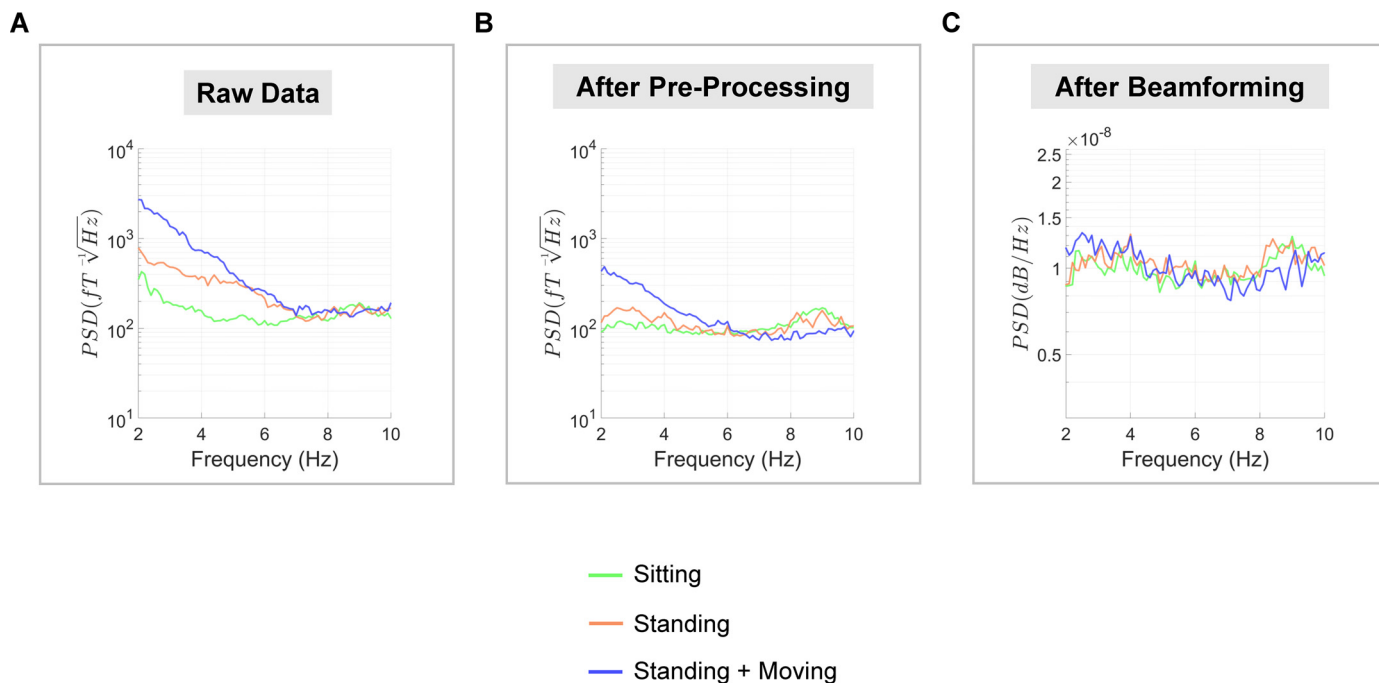 A
B
C
Raw Data
After Pre-Processing
After Beamforming
10^4
10^3
10^2
10^1
PSD(fT ^-1√Hz)
2 4 6 8 10
Frequency (Hz)
10^4
10^3
10^2
10^1
PSD(fT ^-1√Hz)
2 4 6 8 10
Frequency (Hz)
×10^-8
2.5
2
1.5
1
0.5
PSD(dB/Hz)
2 4 6 8 10
Frequency (Hz)
Sitting
Standing
Standing + Moving